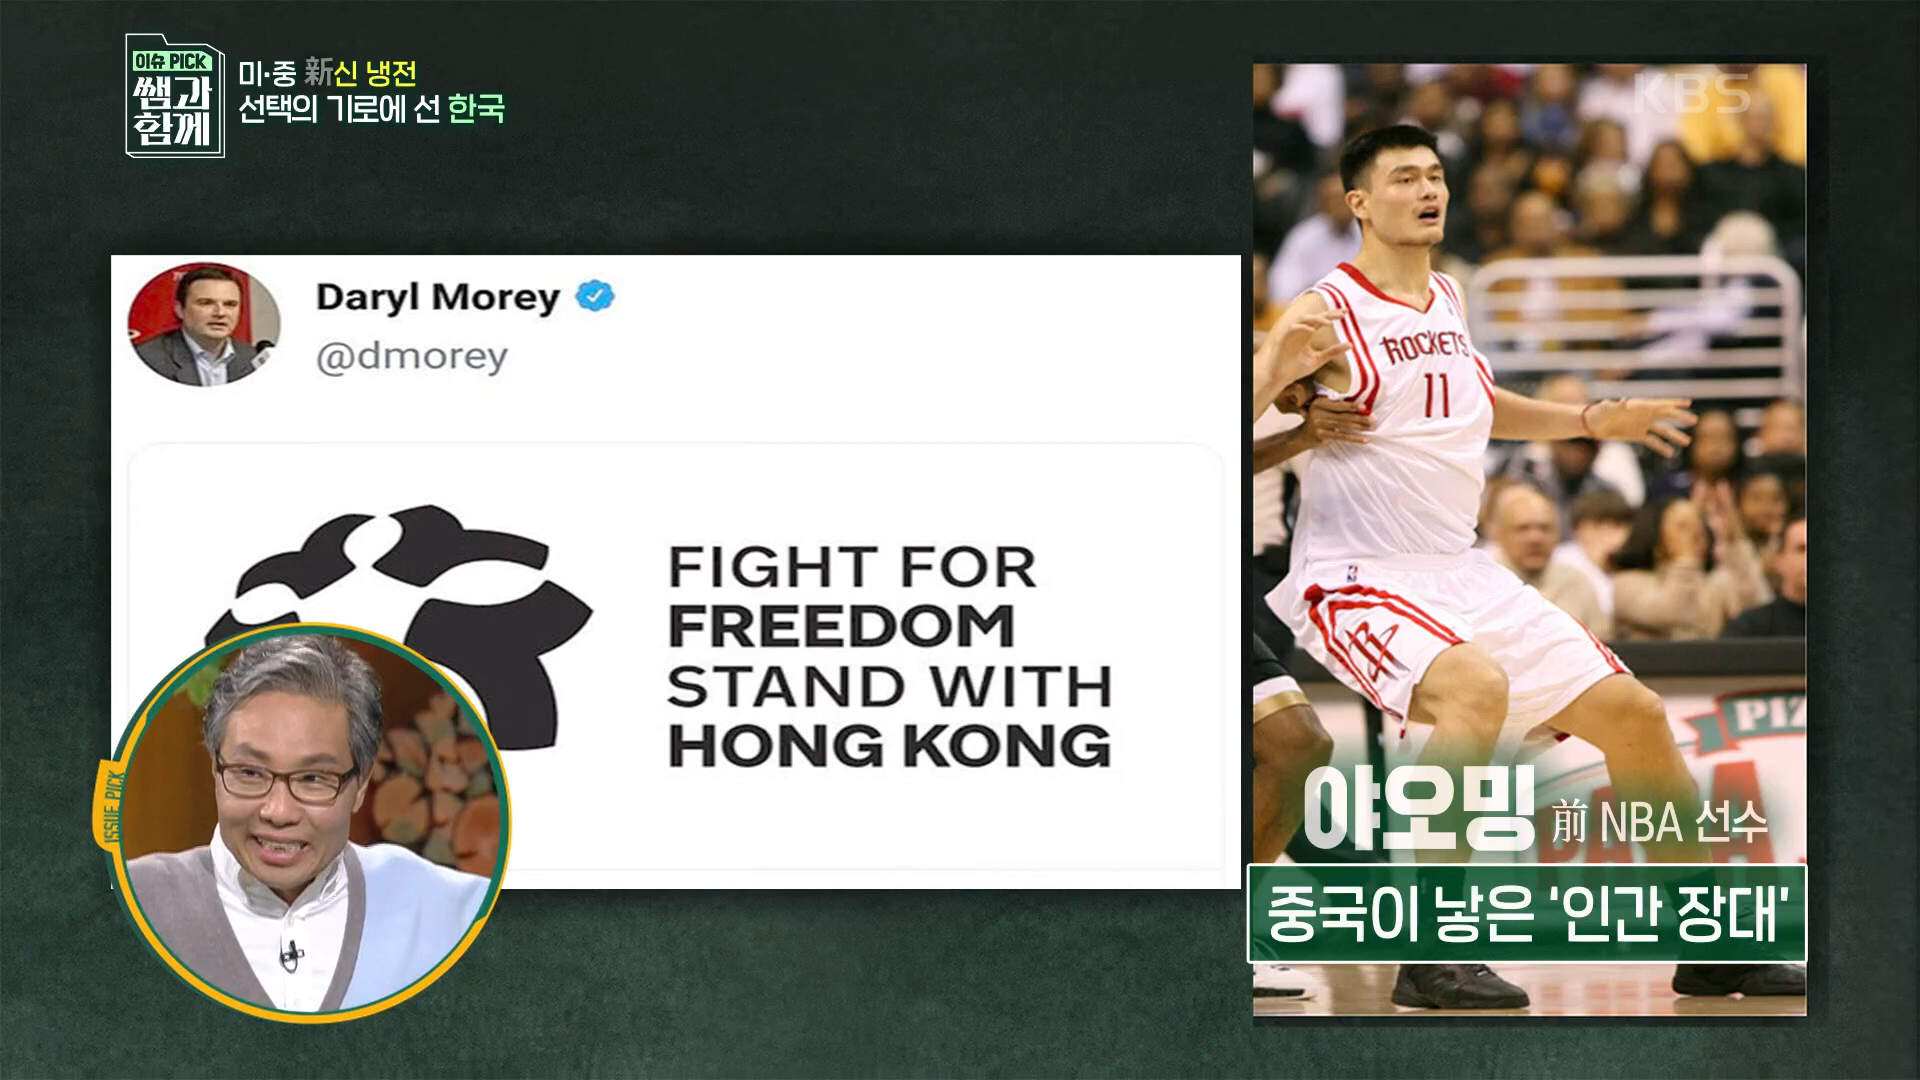 이슈 PICK
쌤과
함께
미·중 新신 냉전
선택의 기로에 선 한국
KBS
Daryl Morey
@dmorey
FIGHT FOR
FREEDOM
STAND WITH
HONG KONG
ROCKETS
11
ISSUE PICK
야오밍 前 NBA 선수
중국이 낳은 ‘인간 장대’